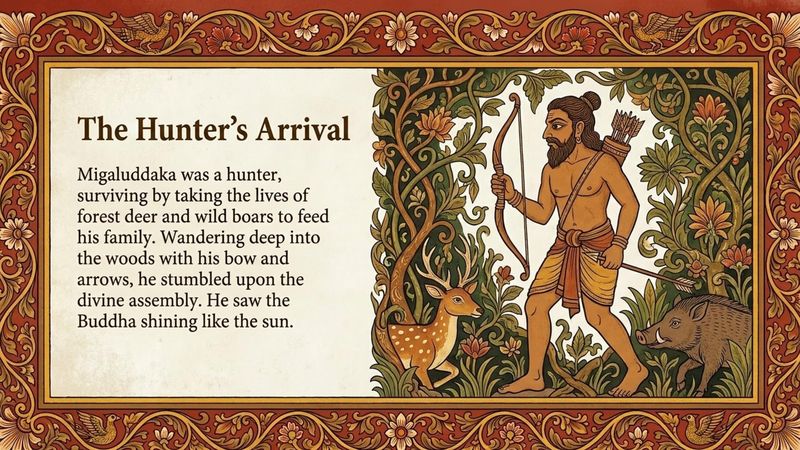 The Hunter’s Arrival
Migaluddaka was a hunter,
surviving by taking the lives of
forest deer and wild boars to feed
his family. Wandering deep into
the woods with his bow and
arrows, he stumbled upon the
divine assembly. He saw the
Buddha shining like the sun.